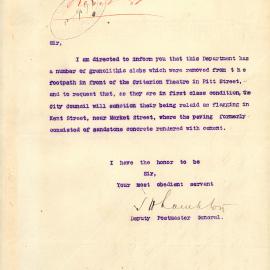 Sir,
I am directed to inform you that this Department has
a number of granolithic slabs which were removed from the
footpath in front of the Criterion Theatre in Pitt Street,
and to request that, as they are in first class condition, the
City Council will sanction their being relaid as flagging in
Kent Street, near Market Street, where the paving formerly
consisted of sandstone concrete rendered with cement.
I have the honor to be
Sir,
Your most obedient servant
Deputy Postmaster General.